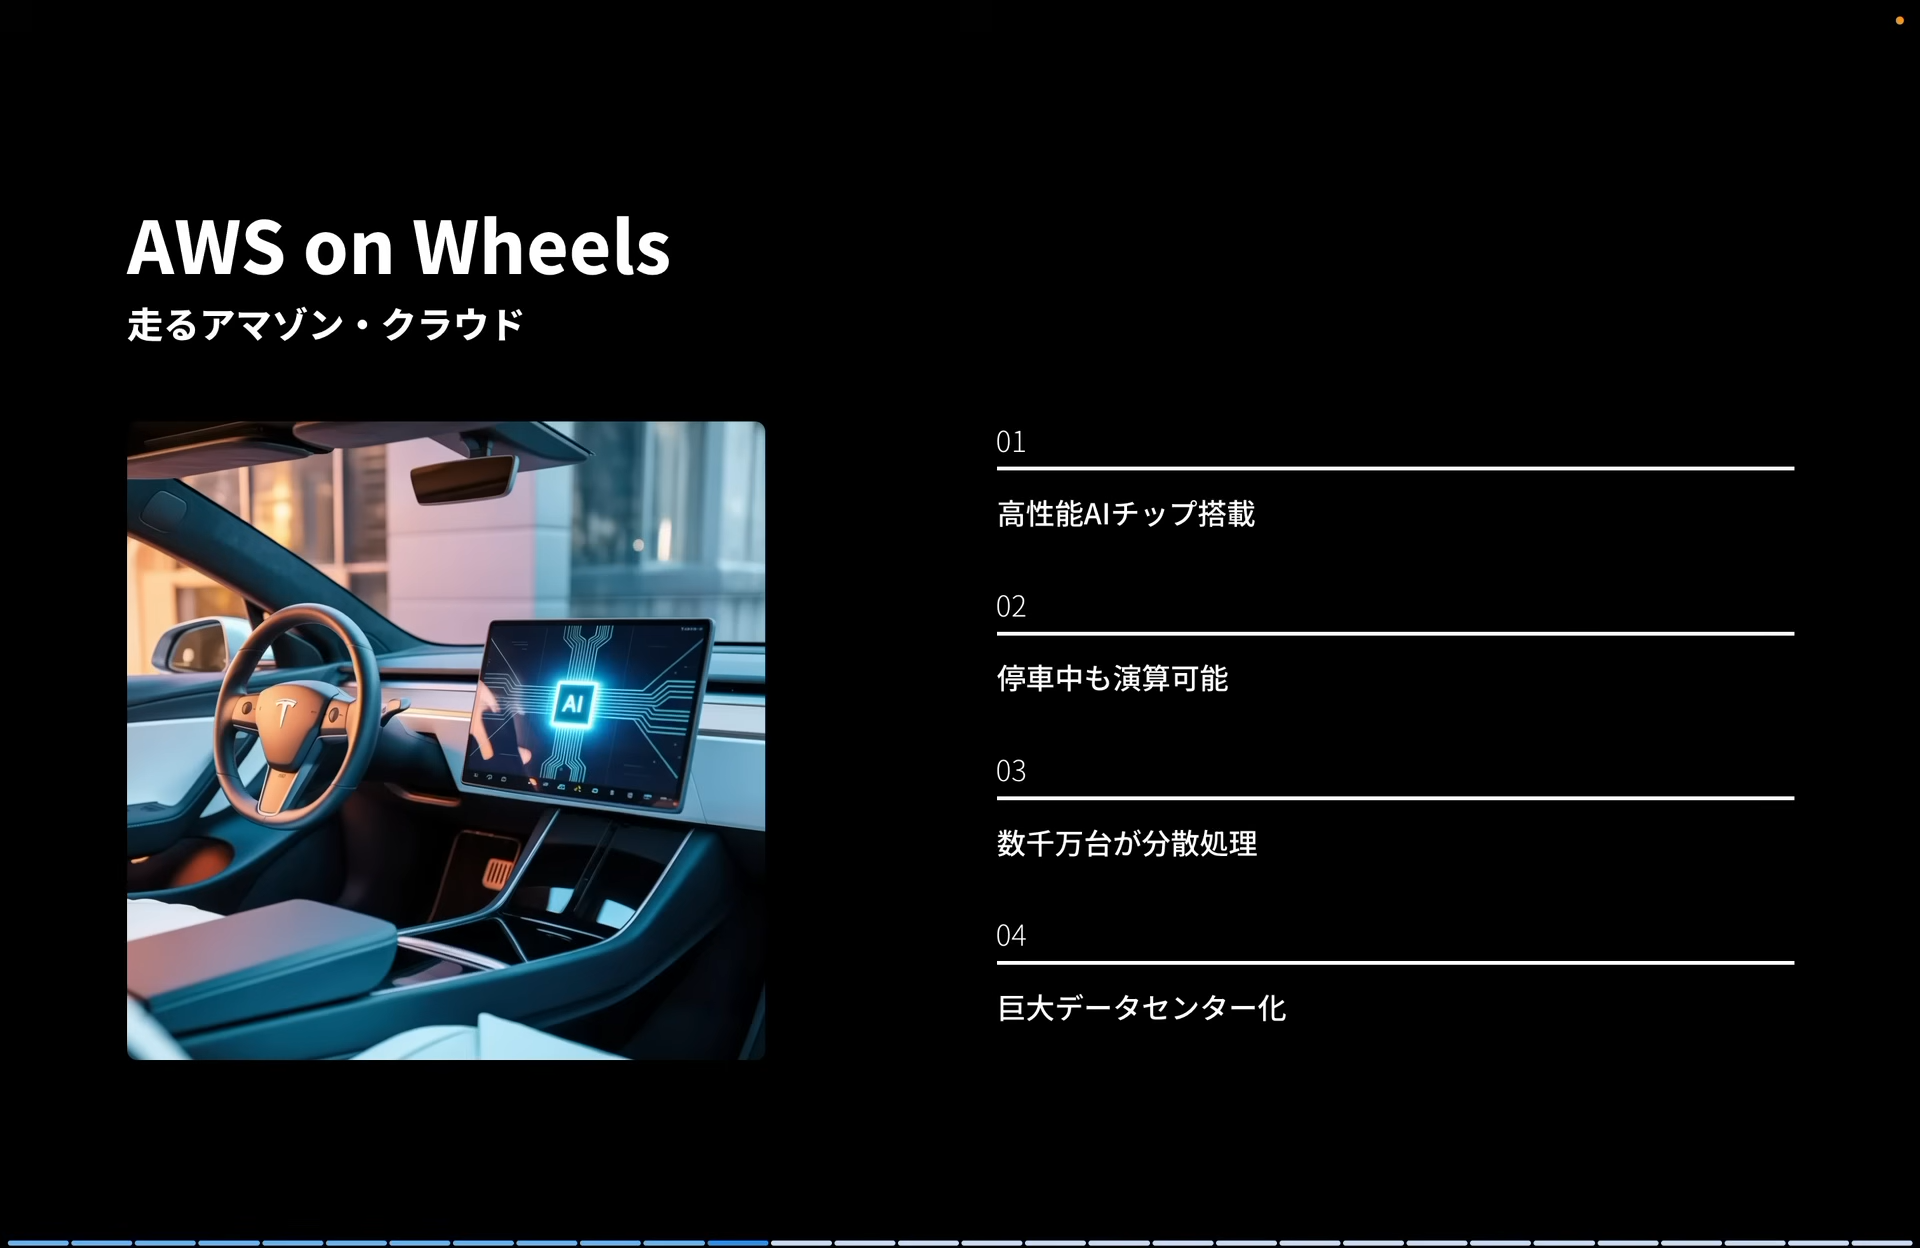 AWS on Wheels
走るアマゾン・クラウド
AI
01
高性能AIチップ搭載
02
停車中も演算可能
03
数千万台が分散処理
04
巨大データセンター化